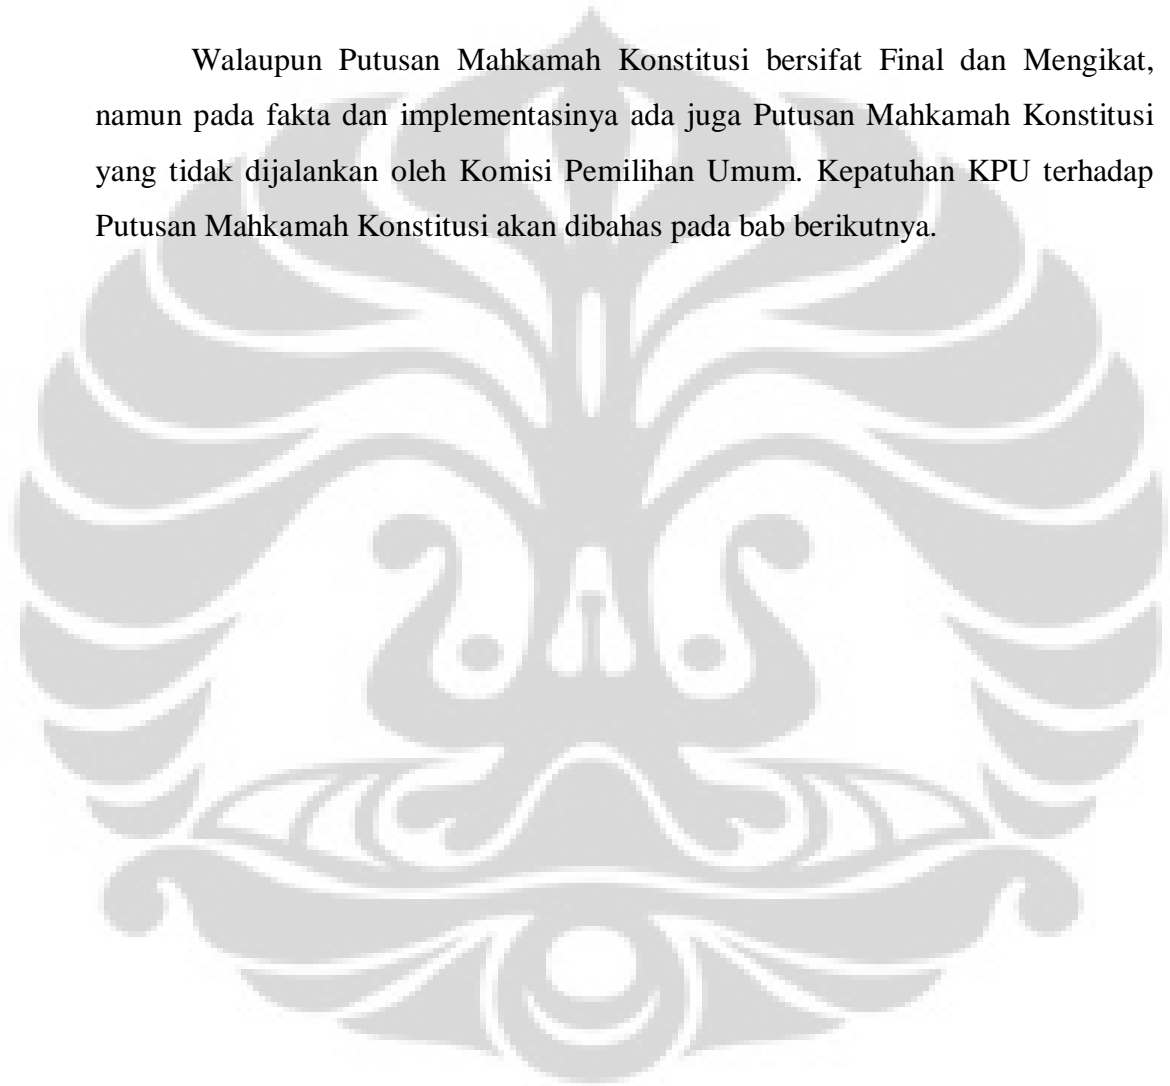 Walaupun Putusan Mahkamah Konstitusi bersifat Final dan Mengikat,
namun pada fakta dan implementasinya ada juga Putusan Mahkamah Konstitusi
yang tidak dijalankan oleh Komisi Pemilihan Umum. Kepatuhan KPU terhadap
Putusan Mahkamah Konstitusi akan dibahas pada bab berikutnya.